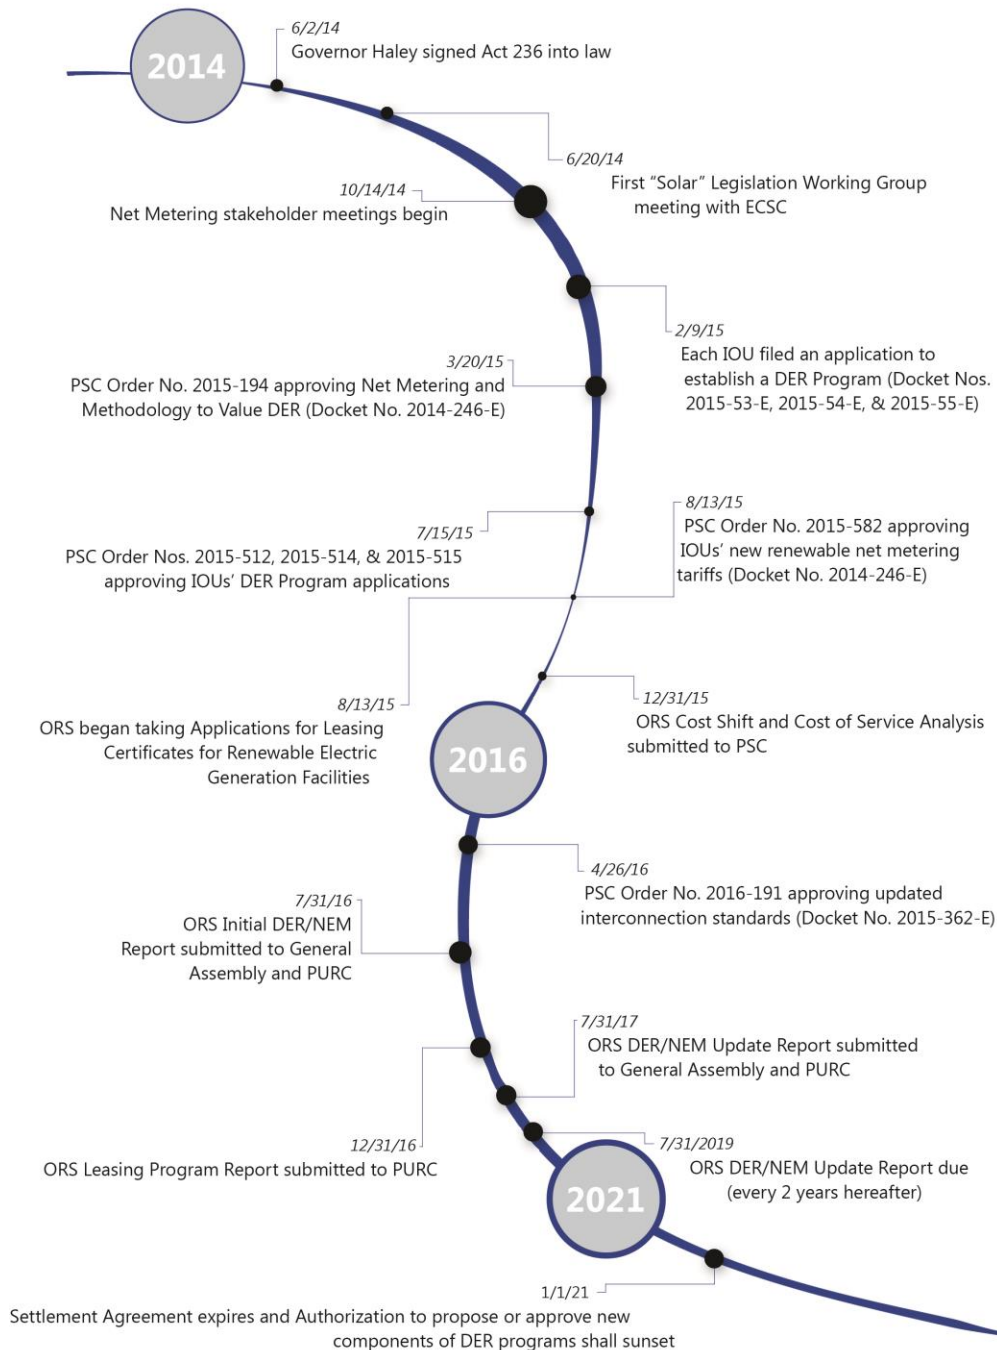 2014
6/2/14
Governor Haley signed Act 236 into law
6/20/14
First “Solar” Legislation Working Group
meeting with ECSC
10/14/14
Net Metering stakeholder meetings begin
2/9/15
Each IOU filed an application to
establish a DER Program (Docket Nos.
2015-53-E, 2015-54-E, & 2015-55-E)
3/20/15
PSC Order No. 2015-194 approving Net Metering and
Methodology to Value DER (Docket No. 2014-246-E)
7/15/15
PSC Order Nos. 2015-512, 2015-514, & 2015-515
approving IOUs’ DER Program applications
8/13/15
PSC Order No. 2015-582 approving
IOUs’ new renewable net metering
tariffs (Docket No. 2014-246-E)
8/13/15
ORS began taking Applications for Leasing
Certificates for Renewable Electric
Generation Facilities
12/31/15
ORS Cost Shift and Cost of Service Analysis
submitted to PSC
2016
4/26/16
PSC Order No. 2016-191 approving updated
interconnection standards (Docket No. 2015-362-E)
7/31/16
ORS Initial DER/NEM
Report submitted to General
Assembly and PURC
12/31/16
ORS Leasing Program Report submitted to PURC
7/31/17
ORS DER/NEM Update Report submitted
to General Assembly and PURC
7/31/2019
ORS DER/NEM Update Report due
(every 2 years hereafter)
2021
1/1/21
Settlement Agreement expires and Authorization to propose or approve new
components of DER programs shall sunset